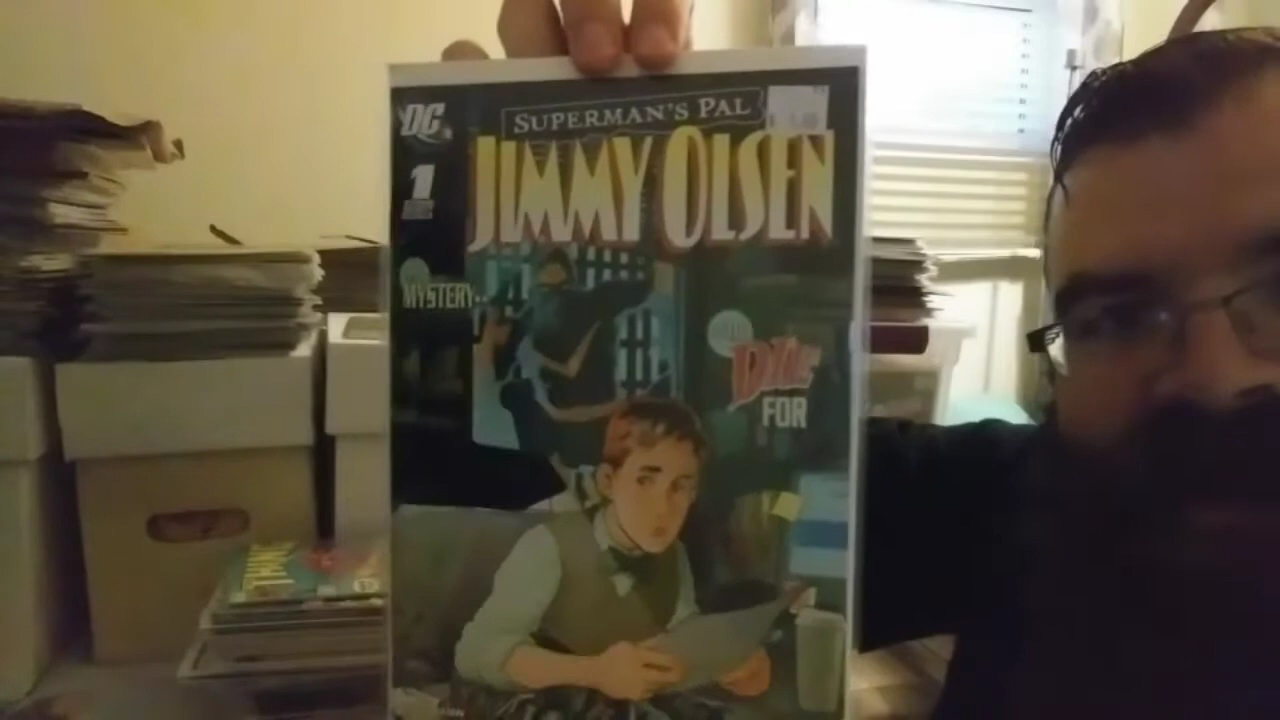 DC
SUPERMAN'S PAL
JIMMY OLSEN
1
MYSTERY..
DIE
FOR